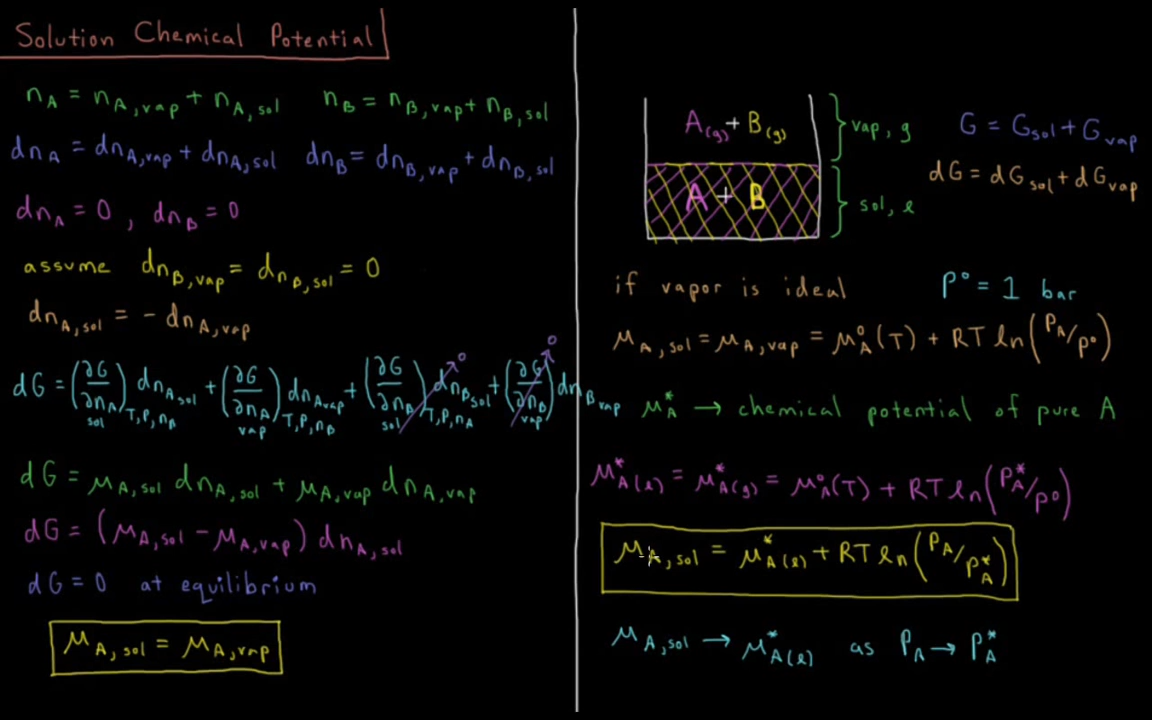 Solution Chemical Potential
n_A = n_A,vap + n_A,sol    n_B = n_B,vap + n_B,sol
dn_A = dn_A,vap + dn_A,sol    dn_B = dn_B,vap + dn_B,sol
dn_A = 0 , dn_B = 0
assume dn_B,vap = dn_B,sol = 0
dn_A,sol = - dn_A,vap
dG = (∂G/∂n_A sol)_T,P,n_B dn_A,sol + (∂G/∂n_A vap)_T,P,n_B dn_A,vap + (∂G/∂n_B sol)_T,P,n_A dn_B,sol → 0 + (∂G/∂n_B vap) → 0 dn_B,vap
dG = μ_A,sol dn_A,sol + μ_A,vap dn_A,vap
dG = (μ_A,sol - μ_A,vap) dn_A,sol
dG = 0 at equilibrium
μ_A,sol = μ_A,vap
A(g) + B(g)
} vap, g
A + B
} sol, ℓ
G = G_sol + G_vap
dG = dG_sol + dG_vap
if vapor is ideal    P° = 1 bar
μ_A,sol = μ_A,vap = μ°_A(T) + RT ln(P_A/P°)
μ*_A → chemical potential of pure A
μ*_A(ℓ) = μ*_A(g) = μ°_A(T) + RT ln(P*_A/P°)
μ_A,sol = μ*_A(ℓ) + RT ln(P_A/P*_A)
μ_A,sol → μ*_A(ℓ) as P_A → P*_A